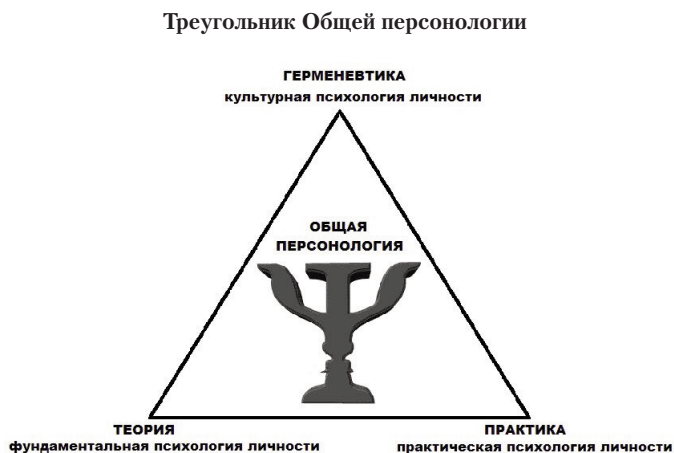 Треугольник Общей персонологии
ГЕРМЕНЕВТИКА
культурная психология личности
ОБЩАЯ
ПЕРСОНОЛОГИЯ
ТЕОРИЯ
фундаментальная психология личности
ПРАКТИКА
практическая психология личности